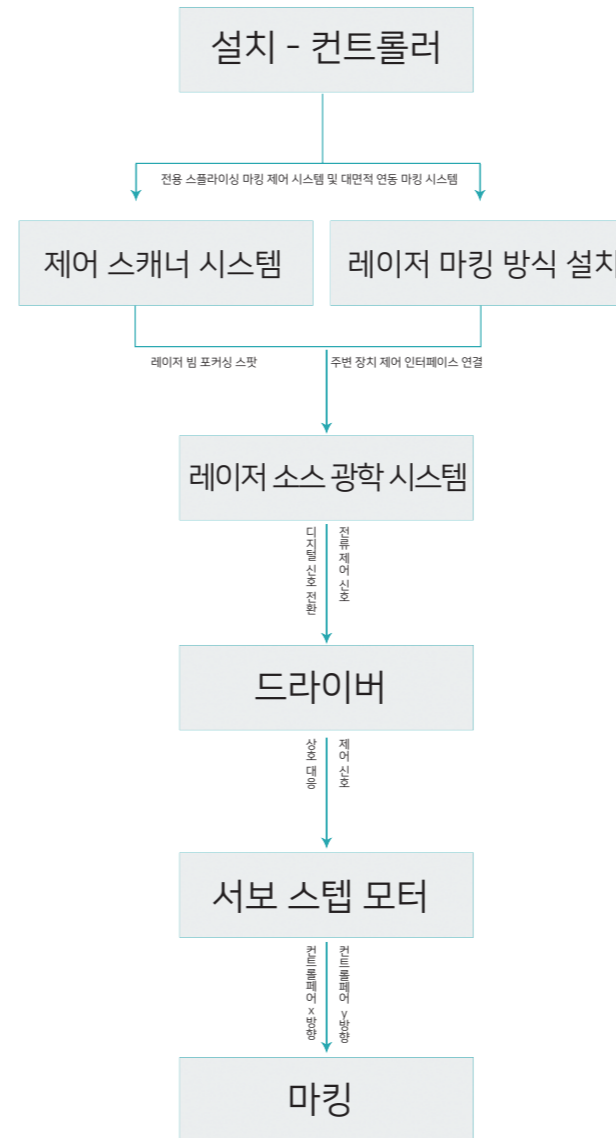 설치 - 컨트롤러
전용 스플라이싱 마킹 제어 시스템 및 대면적 연동 마킹 시스템
제어 스캐너 시스템
레이저 마킹 방식 설치
레이저 빔 포커싱 스팟
주변 장치 제어 인터페이스 연결
레이저 소스 광학 시스템
디지털 신호 전환
전류 제어 신호
드라이버
상호 대응
제어 신호
서보 스텝 모터
컨트롤페어 x방향
컨트롤페어 y방향
마킹